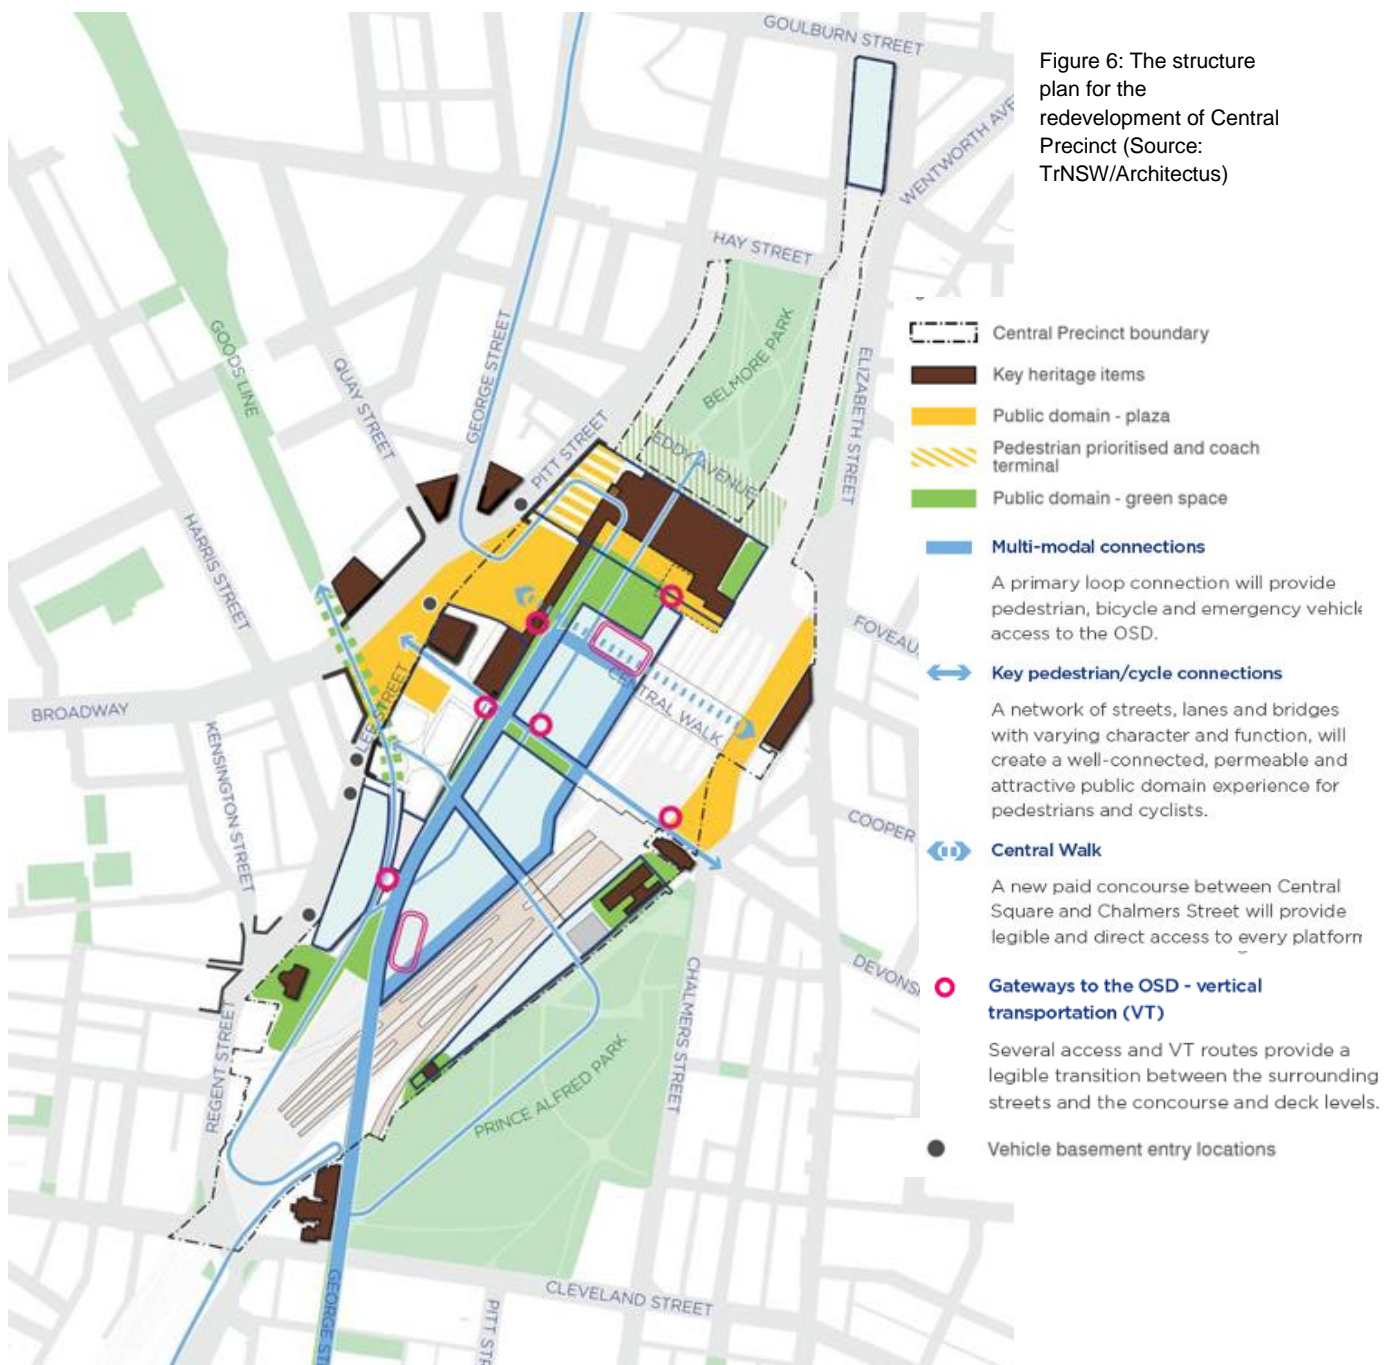 GOULBURN STREET
Figure 6: The structure
plan for the
redevelopment of Central
Precinct (Source:
TrNSW/Architectus)
WENTWORTH AVE
HAY STREET
GOODS LINE
QUAY STREET
GEORGE STREET
PITT STREET
BELMORE PARK
EDDY AVENUE
ELIZABETH STREET
HARRIS STREET
BROADWAY
KENSINGTON STREET
LEE STREET
CENTRAL WALK
FOVEAU
COOPER
DEVONS
CHALMERS STREET
REGENT STREET
PRINCE ALFRED PARK
CLEVELAND STREET
GEORGE ST
PITT STR
Central Precinct boundary
Key heritage items
Public domain - plaza
Pedestrian prioritised and coach
terminal
Public domain - green space
Multi-modal connections
A primary loop connection will provide
pedestrian, bicycle and emergency vehicle
access to the OSD.
Key pedestrian/cycle connections
A network of streets, lanes and bridges
with varying character and function, will
create a well-connected, permeable and
attractive public domain experience for
pedestrians and cyclists.
Central Walk
A new paid concourse between Central
Square and Chalmers Street will provide
legible and direct access to every platform
Gateways to the OSD - vertical
transportation (VT)
Several access and VT routes provide a
legible transition between the surrounding
streets and the concourse and deck levels.
Vehicle basement entry locations